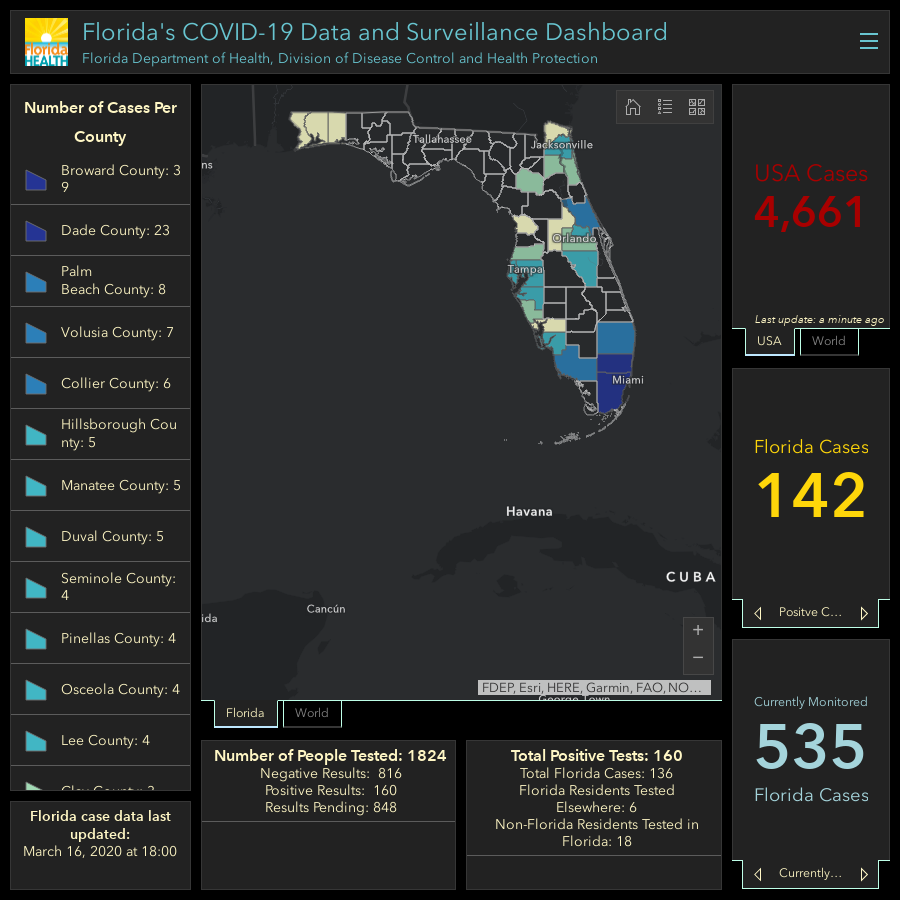 Florida HEALTH
Florida's COVID-19 Data and Surveillance Dashboard
Florida Department of Health, Division of Disease Control and Health Protection
Number of Cases Per
County
Broward County: 3
9
Dade County: 23
Palm
Beach County: 8
Volusia County: 7
Collier County: 6
Hillsborough Cou
nty: 5
Manatee County: 5
Duval County: 5
Seminole County:
4
Pinellas County: 4
Osceola County: 4
Lee County: 4
Clay County: 3
Florida case data last
updated:
March 16, 2020 at 18:00
Tallahassee
Jacksonville
ns
Orlando
Tampa
Miami
Havana
CUBA
Cancún
ida
+
−
FDEP, Esri, HERE, Garmin, FAO, NO…
George Town
Florida
World
Number of People Tested: 1824
Negative Results: 816
Positive Results: 160
Results Pending: 848
Total Positive Tests: 160
Total Florida Cases: 136
Florida Residents Tested
Elsewhere: 6
Non-Florida Residents Tested in
Florida: 18
USA Cases
4,661
Last update: a minute ago
USA
World
Florida Cases
142
Positve C…
Currently Monitored
535
Florida Cases
Currently…